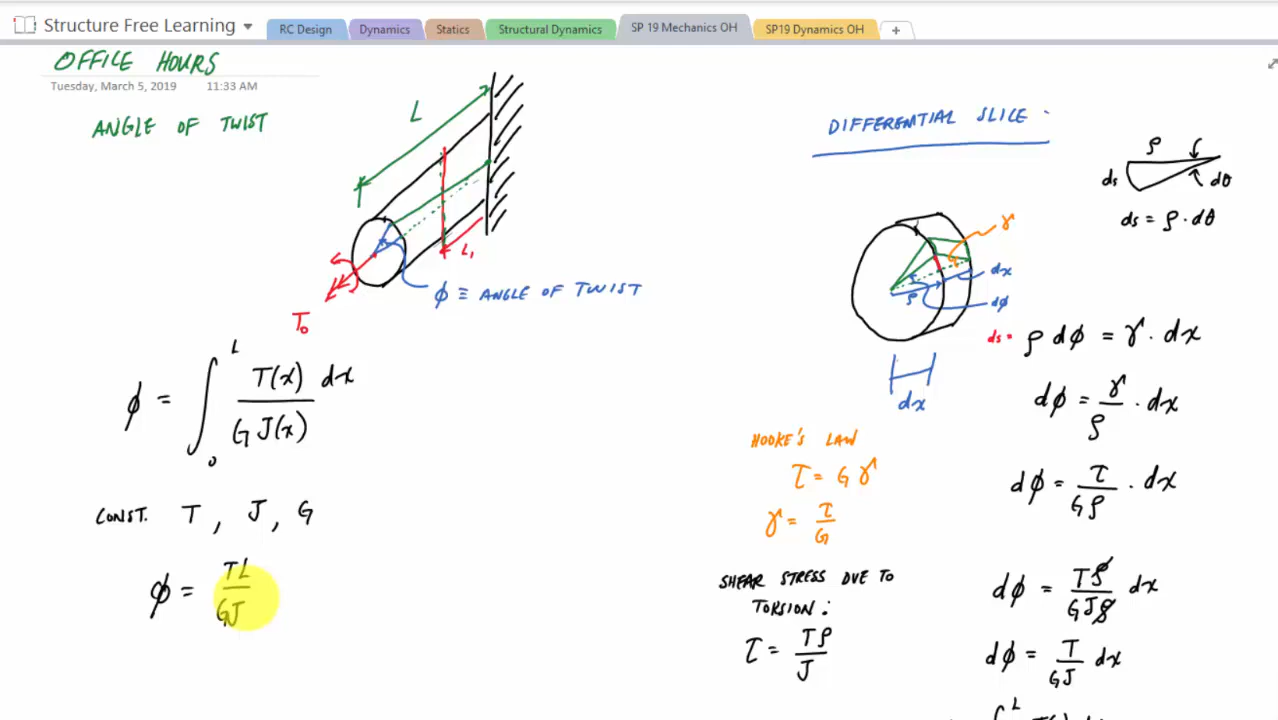 Structure Free Learning
RC Design
Dynamics
Statics
Structural Dynamics
SP 19 Mechanics OH
SP19 Dynamics OH
+
OFFICE HOURS
Tuesday, March 5, 2019 11:33 AM
ANGLE OF TWIST
L
L₁
T₀
ϕ ≡ ANGLE OF TWIST
ϕ = ∫₀ᴸ T(x) dx / G J(x)
CONST. T, J, G
ϕ = TL / GJ
DIFFERENTIAL SLICE
ρ
ds
dθ
ds = ρ · dθ
γ
dx
ρ
dϕ
dx
ds = ρ dϕ = γ · dx
dϕ = γ / ρ · dx
HOOKE'S LAW
τ = G γ
γ = τ / G
dϕ = τ / Gρ · dx
SHEAR STRESS DUE TO
TORSION:
τ = Tρ / J
dϕ = Tρ / GJρ dx
dϕ = T / GJ dx
L